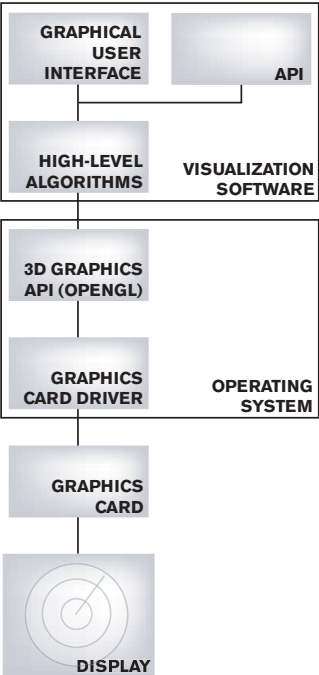 GRAPHICAL
USER
INTERFACE
API
HIGH-LEVEL
ALGORITHMS
VISUALIZATION
SOFTWARE
3D GRAPHICS
API (OPENGL)
GRAPHICS
CARD DRIVER
OPERATING
SYSTEM
GRAPHICS
CARD
DISPLAY